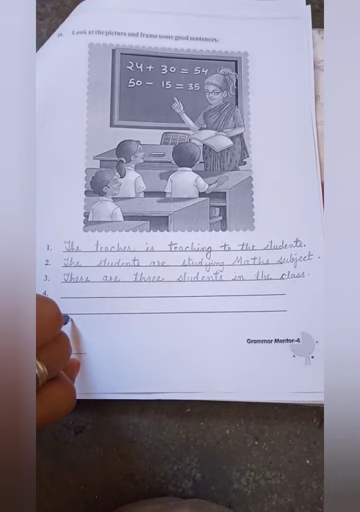 D. Look at the picture and frame some good sentences.
24 + 30 = 54
50 - 15 = 35
1. The teacher is teaching to the students.
2. The students are studying Maths subject.
3. There are three students in the class.
4.
Grammar Mentor-4